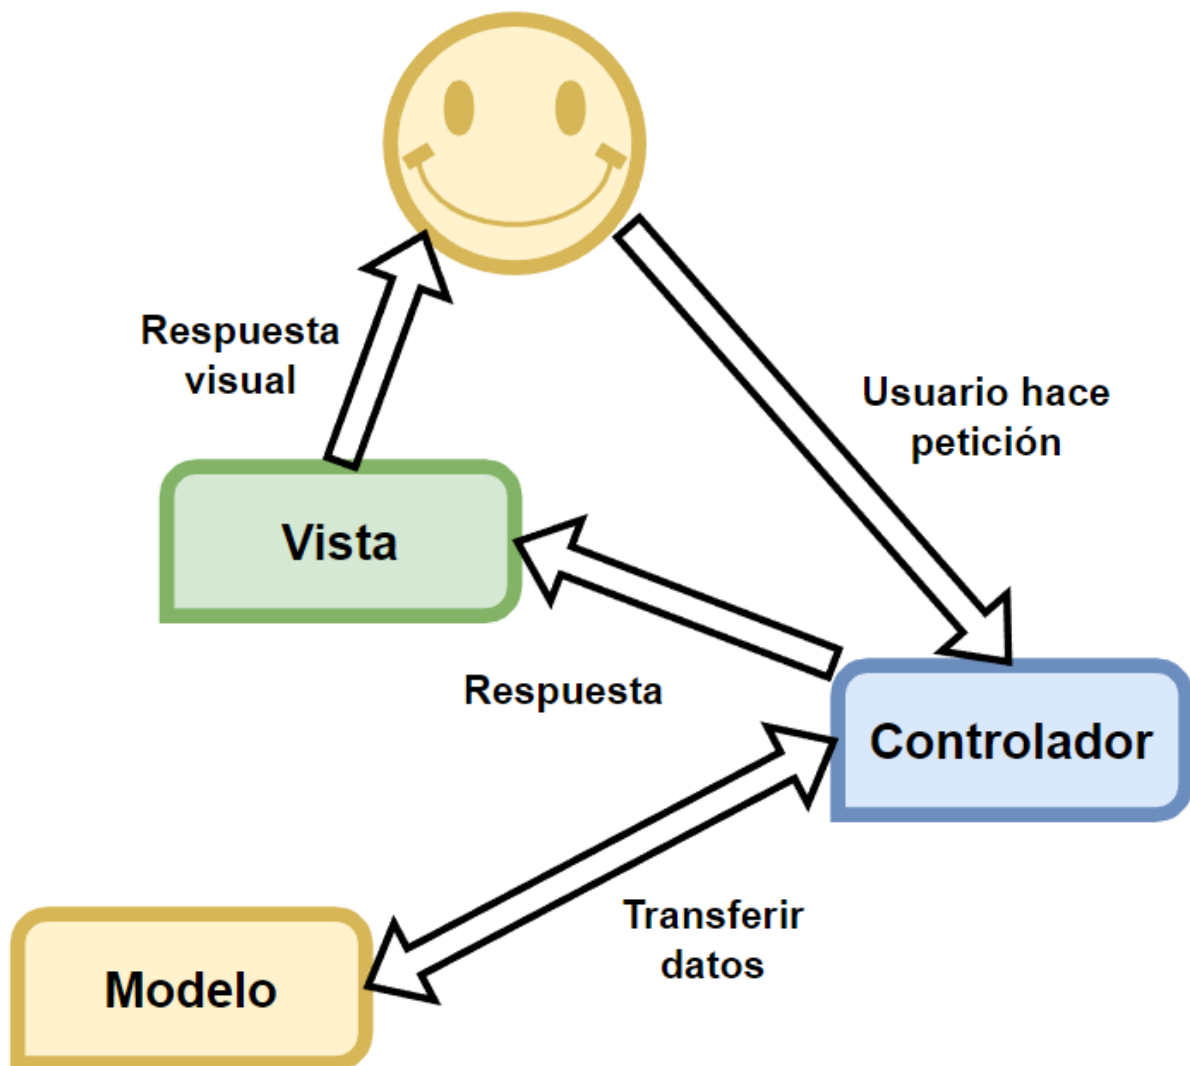 Respuesta
visual
Usuario hace
petición
Vista
Respuesta
Controlador
Transferir
datos
Modelo